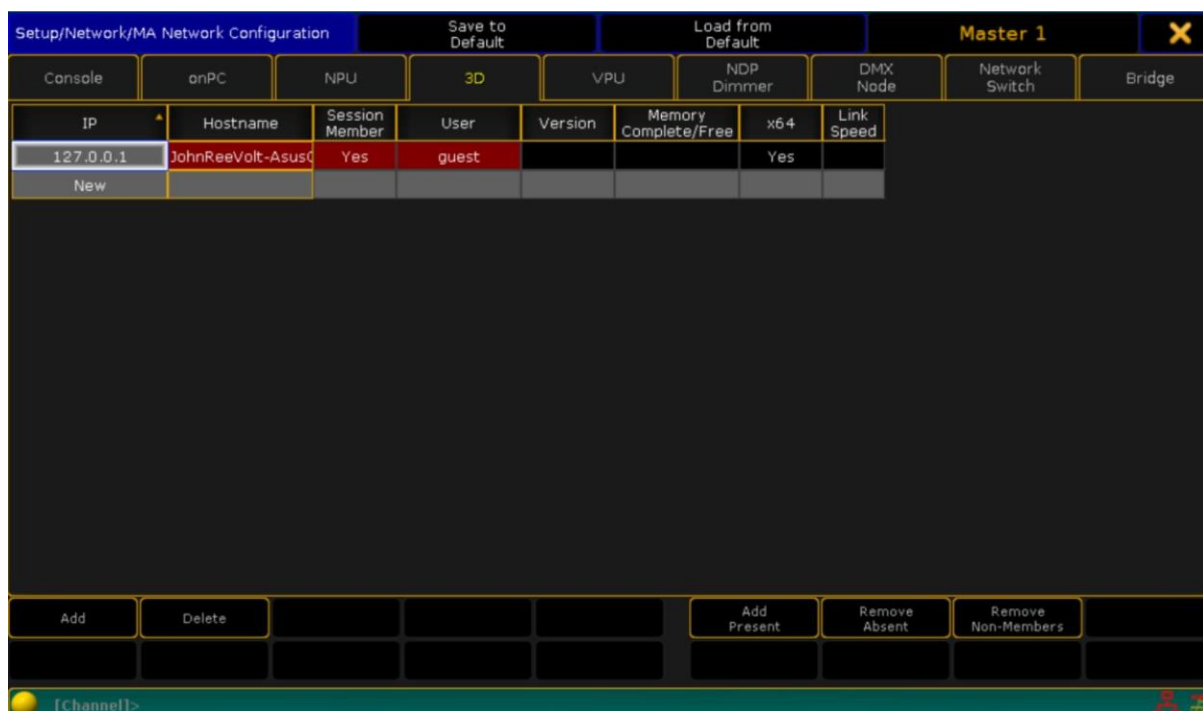 Setup/Network/MA Network Configuration
Save to
Default
Load from
Default
Master 1
Console
onPC
NPU
3D
VPU
NDP
Dimmer
DMX
Node
Network
Switch
Bridge
IP
Hostname
Session
Member
User
Version
Memory
Complete/Free
x64
Link
Speed
127.0.0.1
JohnReeVolt-Asus
Yes
guest
Yes
New
Add
Delete
Add
Present
Remove
Absent
Remove
Non-Members
[Channel]>